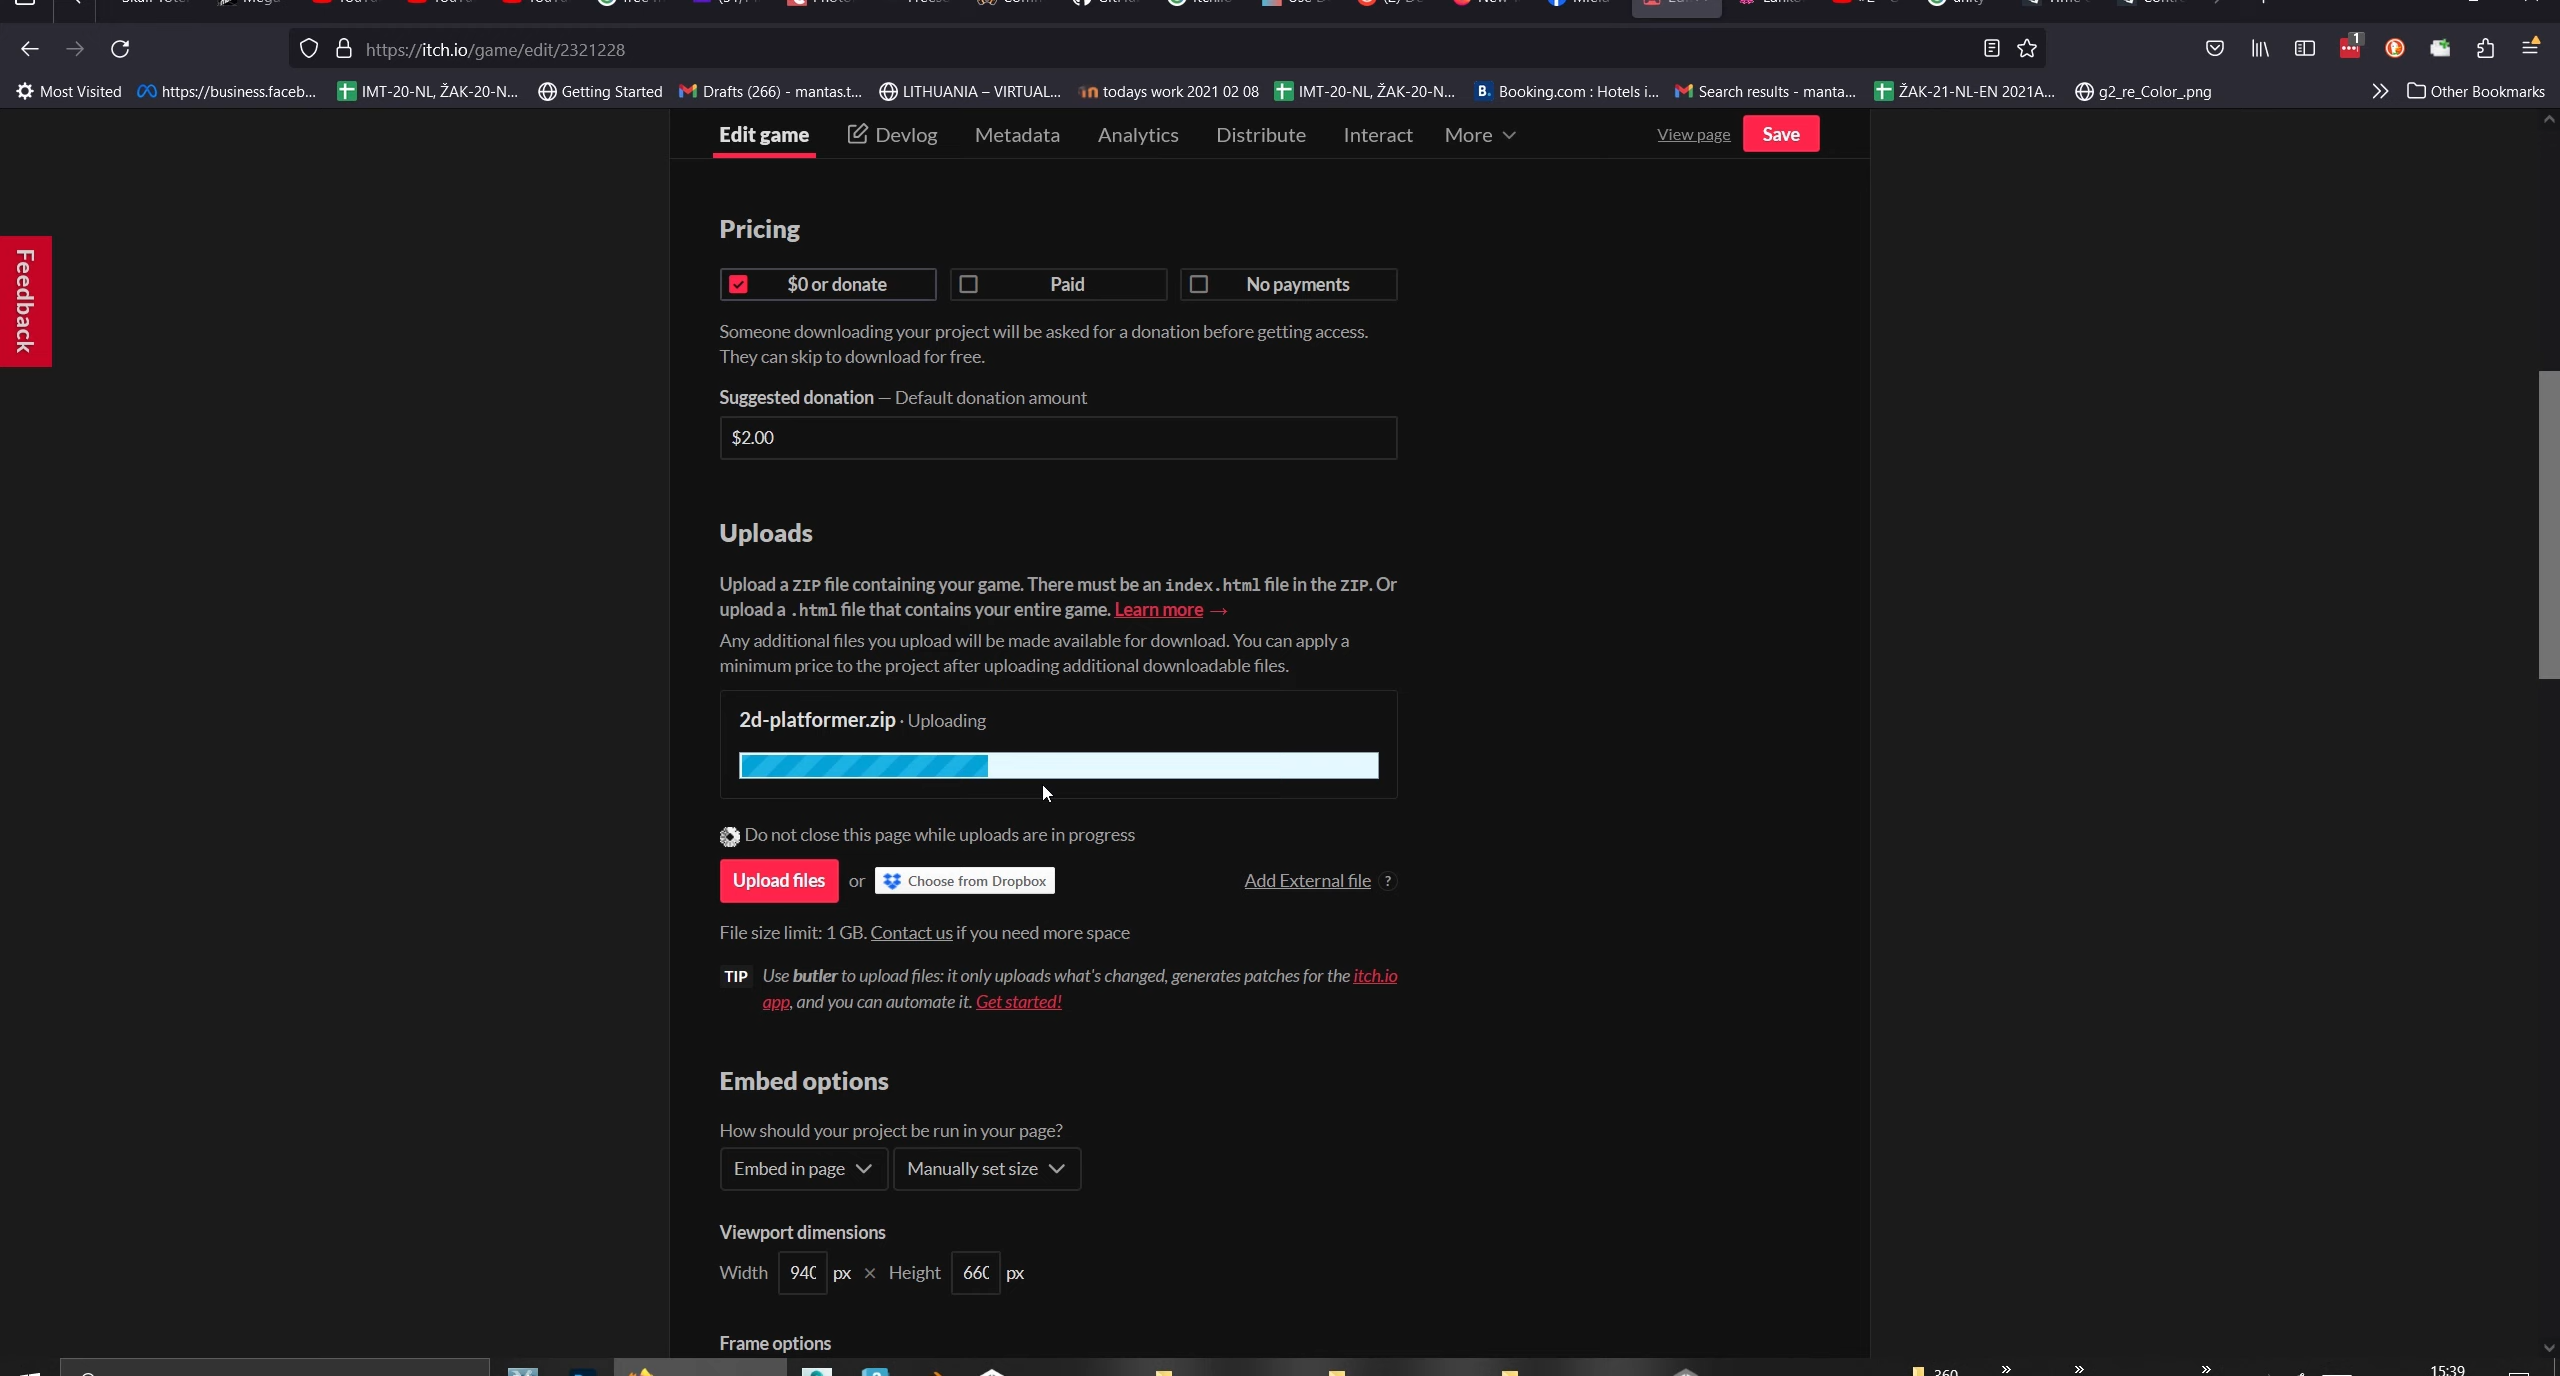 https://itch.io/game/edit/2321228
1
Most Visited
https://business.faceb...
IMT-20-NL, ŽAK-20-N...
Getting Started
Drafts (266) - mantas.t...
LITHUANIA – VIRTUAL...
todays work 2021 02 08
IMT-20-NL, ŽAK-20-N...
Booking.com : Hotels i...
Search results - manta...
ŽAK-21-NL-EN 2021A...
g2_re_Color_.png
Other Bookmarks
Edit game
Devlog
Metadata
Analytics
Distribute
Interact
More
View page
Save
Feedback
Pricing
$0 or donate
Paid
No payments
Someone downloading your project will be asked for a donation before getting access.
They can skip to download for free.
Suggested donation — Default donation amount
$2.00
Uploads
Upload a ZIP file containing your game. There must be an index.html file in the ZIP. Or
upload a .html file that contains your entire game. Learn more →
Any additional files you upload will be made available for download. You can apply a
minimum price to the project after uploading additional downloadable files.
2d-platformer.zip · Uploading
Do not close this page while uploads are in progress
Upload files or Choose from Dropbox
Add External file ?
File size limit: 1 GB. Contact us if you need more space
TIP Use butler to upload files: it only uploads what's changed, generates patches for the itch.io
app, and you can automate it. Get started!
Embed options
How should your project be run in your page?
Embed in page
Manually set size
Viewport dimensions
Width 940 px × Height 660 px
Frame options
360
15:39